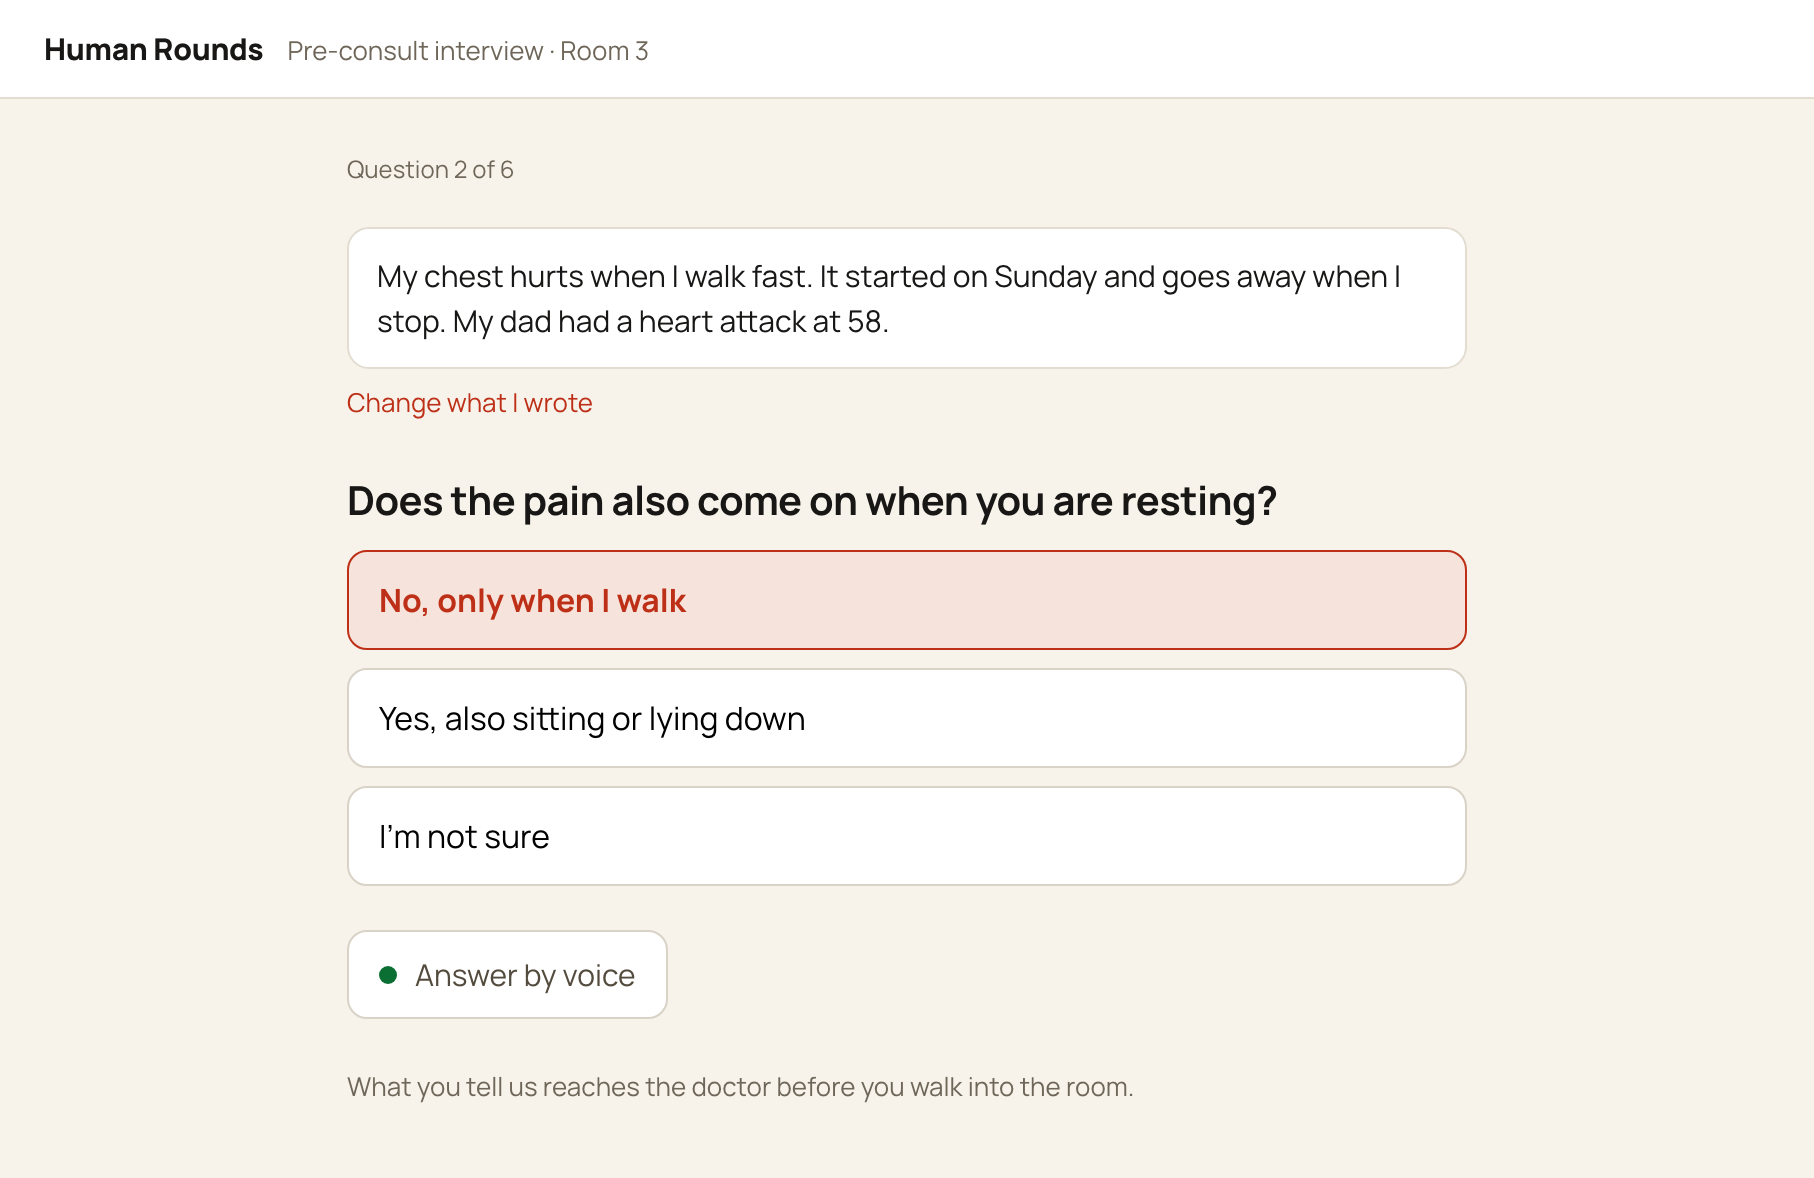 Human Rounds Pre-consult interview · Room 3
Question 2 of 6
My chest hurts when I walk fast. It started on Sunday and goes away when I
stop. My dad had a heart attack at 58.
Change what I wrote
Does the pain also come on when you are resting?
No, only when I walk
Yes, also sitting or lying down
I’m not sure
Answer by voice
What you tell us reaches the doctor before you walk into the room.